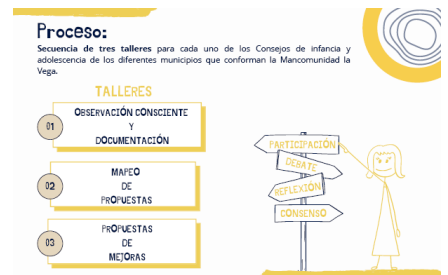 Proceso:
Secuencia de tres talleres para cada uno de los Consejos de infancia y
adolescencia de los diferentes municipios que conforman la Mancomunidad la
Vega.
TALLERES
01
OBSERVACIÓN CONSCIENTE
Y
DOCUMENTACIÓN
02
MAPEO
DE
PROPUESTAS
03
PROPUESTAS
DE
MEJORAS
PARTICIPACIÓN
DEBATE
REFLEXIÓN
CONSENSO